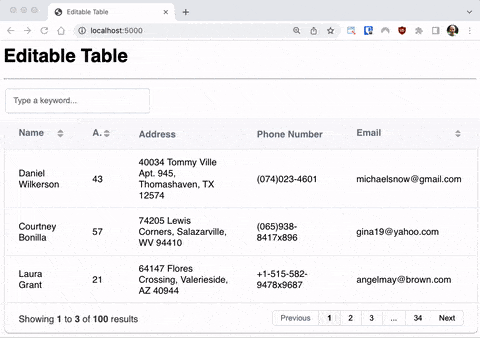 Editable Table
localhost:5000
Editable Table
Type a keyword...
Name A. Address Phone Number Email
Daniel Wilkerson 43 40034 Tommy Ville Apt. 945, Thomashaven, TX 12574 (074)023-4601 michaelsnow@gmail.com
Courtney Bonilla 57 74205 Lewis Corners, Salazarville, WV 94410 (065)938-8417x896 gina19@yahoo.com
Laura Grant 21 64147 Flores Crossing, Valerieside, AZ 40944 +1-515-582-9478x9687 angelmay@brown.com
Showing 1 to 3 of 100 results Previous 1 2 3 ... 34 Next